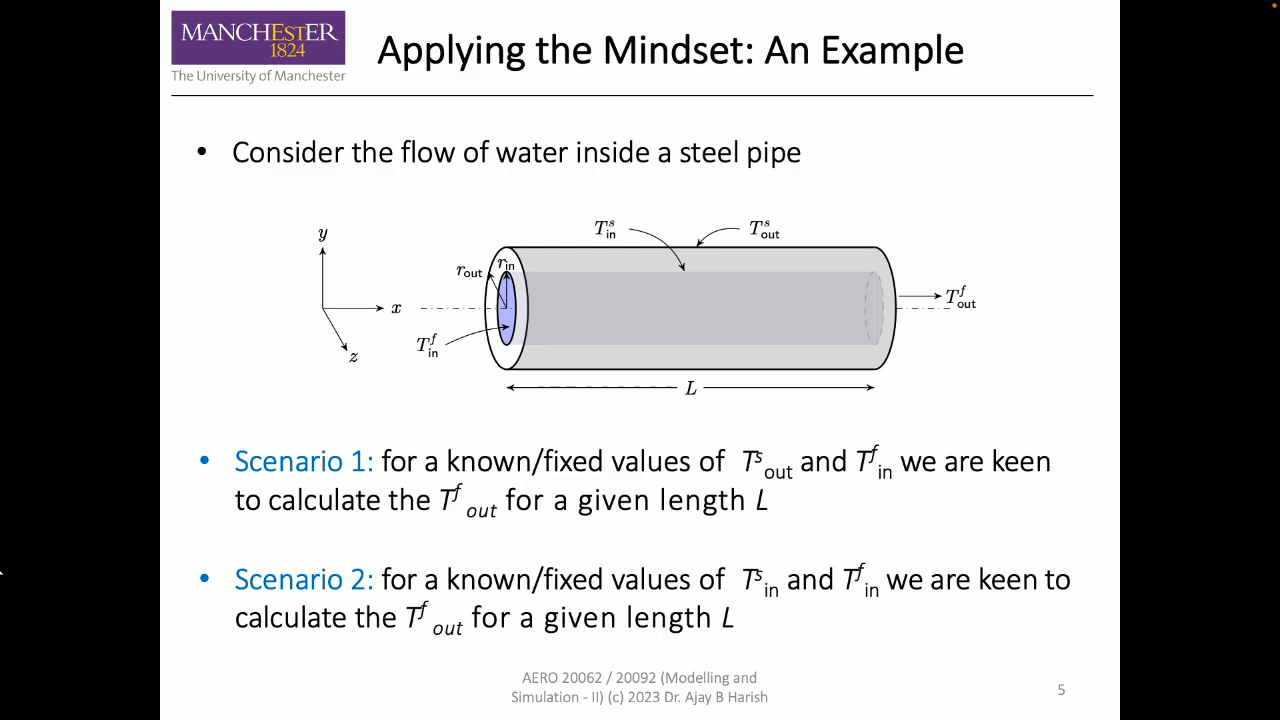 MANCHESTER
1824
The University of Manchester
Applying the Mindset: An Example
• Consider the flow of water inside a steel pipe
T^s_in
T^s_out
y
x
z
r_out
r_in
T^f_in
T^f_out
L
• Scenario 1: for a known/fixed values of T^s_out and T^f_in we are keen
to calculate the T^f_out for a given length L
• Scenario 2: for a known/fixed values of T^s_in and T^f_in we are keen to
calculate the T^f_out for a given length L
AERO 20062 / 20092 (Modelling and
Simulation - II) (c) 2023 Dr. Ajay B Harish
5